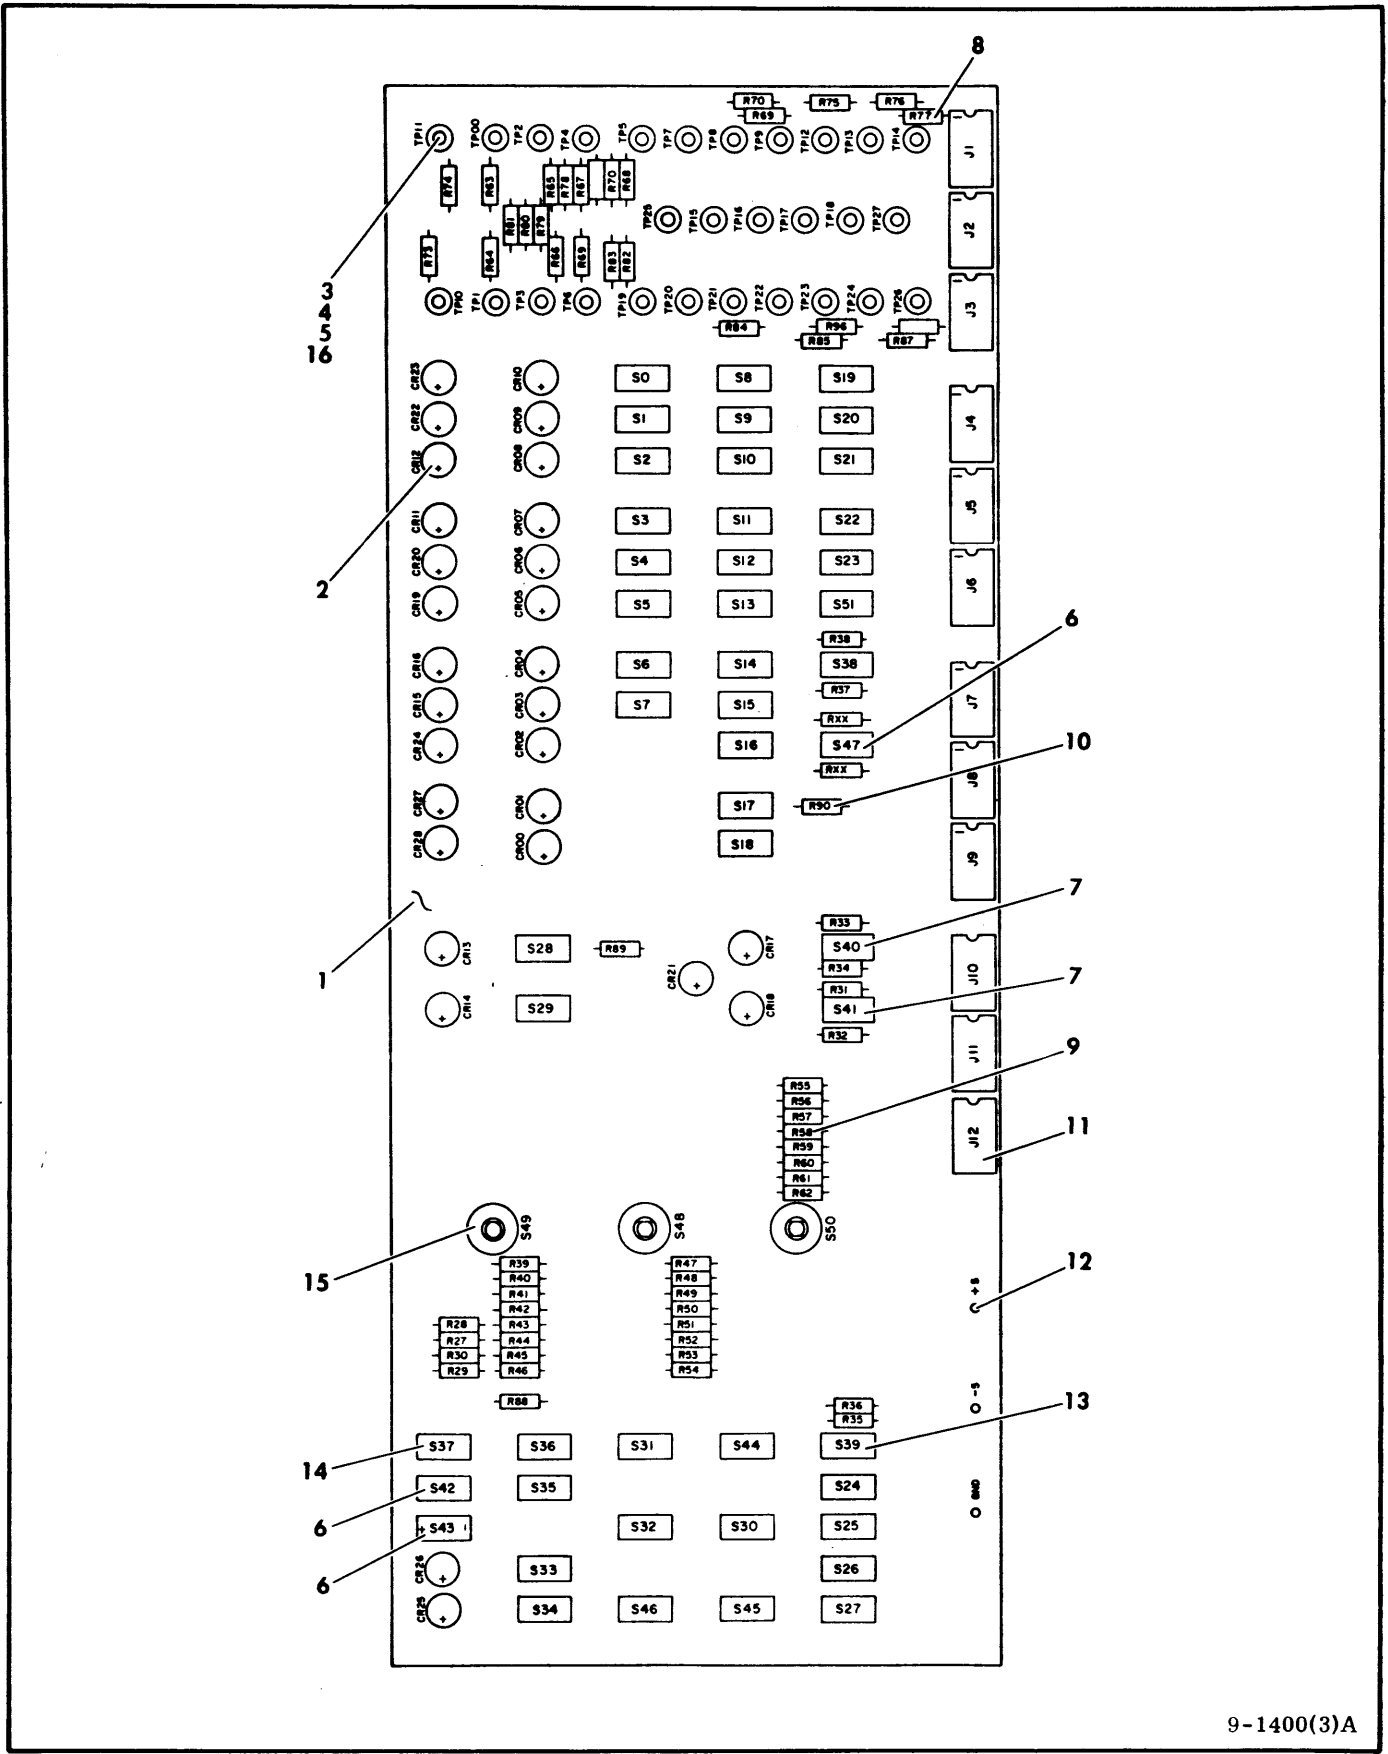 8
R70 R75 R76
R69 R77
TP11 TP00 TP2 TP4 TP5 TP7 TP8 TP9 TP12 TP13 TP14 J1
R74 R63 R65 R78 R67 R70 R68
R81 R80 R79 TP25 TP15 TP16 TP17 TP18 TP27 J2
R73 R64 R66 R69 R83 R82
TP10 TP1 TP3 TP6 TP19 TP20 TP21 TP22 TP23 TP24 TP26 J3
3
4
5
16
R84 R96
R85 R87
CR23 CR10 S0 S8 S19
CR22 CR09 S1 S9 S20 J4
CR12 CR08 S2 S10 S21
CR11 CR07 S3 S11 S22 J5
CR20 CR06 S4 S12 S23
2
CR19 CR05 S5 S13 S51 J6
6
R38
CR16 CR04 S6 S14 S38
R37
CR15 CR03 S7 S15 J7
RXX
CR24 CR02 S16 S47 10
RXX J8
CR27 CR01 S17 R90
CR28 CR00 S18 J9
7
R33
CR13 S28 R89 CR17 S40
1 CR21 R34 J10 7
R31
CR14 S29 CR18 S41
R32 J11 9
R55
R56
R57
R58 J12 11
R59
R60
R61
R62
S49 S48 S50
15 12
R39 R47
R40 R48 +5
R41 R49
R42 R50
R28 R43 R51
R27 R44 R52
R30 R45 R53
R29 R46 R54
R88 -5 13
R36
R35
14 S37 S36 S31 S44 S39
S42 S35 S24 GND
6 + S43 S32 S30 S25
CR26 S33 S26
6
CR25 S34 S46 S45 S27
9-1400(3)A